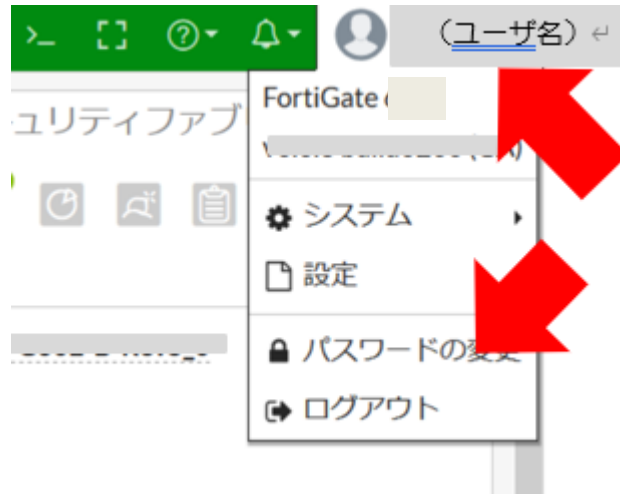 >_
（ユーザ名）↵
FortiGate
ュリティファブ
システム
設定
パスワードの変更
ログアウト